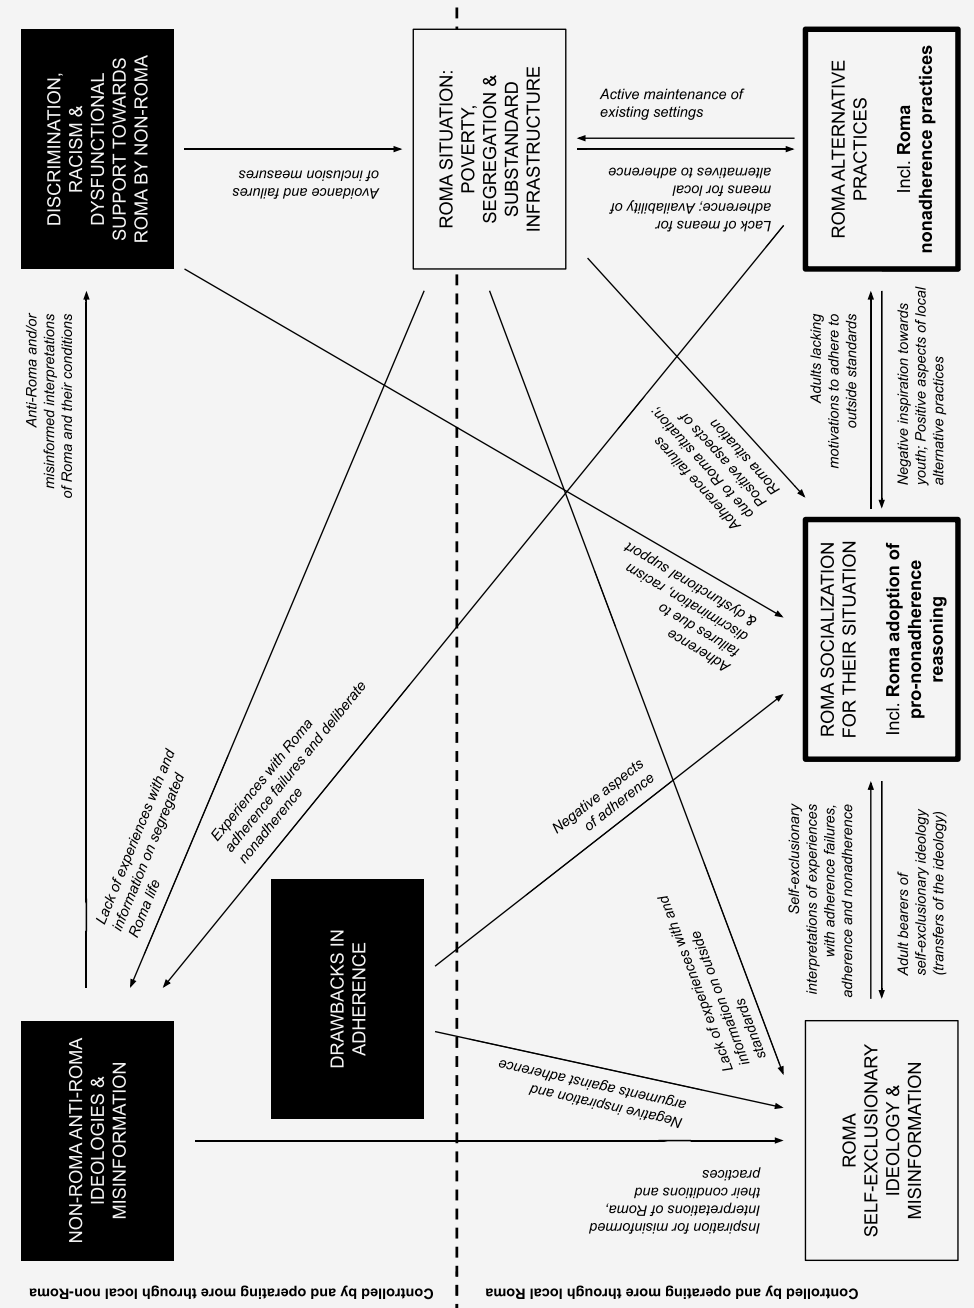 DISCRIMINATION,
RACISM &
DYSFUNCTIONAL
SUPPORT TOWARDS
ROMA BY NON-ROMA
Avoidance and failures
of inclusion measures
ROMA SITUATION:
POVERTY,
SEGREGATION &
SUBSTANDARD
INFRASTRUCTURE
Active maintenance of
existing settings
Lack of means for
adherence; Availability of
means for local
alternatives to adherence
ROMA ALTERNATIVE
PRACTICES
Incl. Roma
nonadherence practices
Anti-Roma and/or
misinformed interpretations
of Roma and their conditions
Adherence failures
due to Roma situation;
Positive aspects of
Roma situation
Adults lacking
motivations to adhere to
outside standards
Negative inspiration towards
youth; Positive aspects of local
alternative practices
Adherence
failures due to
discrimination, racism
& dysfunctional support
ROMA SOCIALIZATION
FOR THEIR SITUATION
Incl. Roma adoption of
pro-nonadherence
reasoning
Lack of experiences with and
information on segregated
Roma life
Experiences with Roma
adherence failures and deliberate
nonadherence
Negative aspects
of adherence
DRAWBACKS IN
ADHERENCE
Lack of experiences with and
information on outside
standards
Self-exclusionary
interpretations of experiences
with adherence failures,
adherence and nonadherence
Adult bearers of
self-exclusionary ideology
(transfers of the ideology)
NON-ROMA ANTI-ROMA
IDEOLOGIES &
MISINFORMATION
Negative inspiration and
arguments against adherence
Inspiration for misinformed
Interpretations of Roma,
their conditions and
practices
ROMA
SELF-EXCLUSIONARY
IDEOLOGY &
MISINFORMATION
Controlled by and operating more through local non-Roma
Controlled by and operating more through local Roma